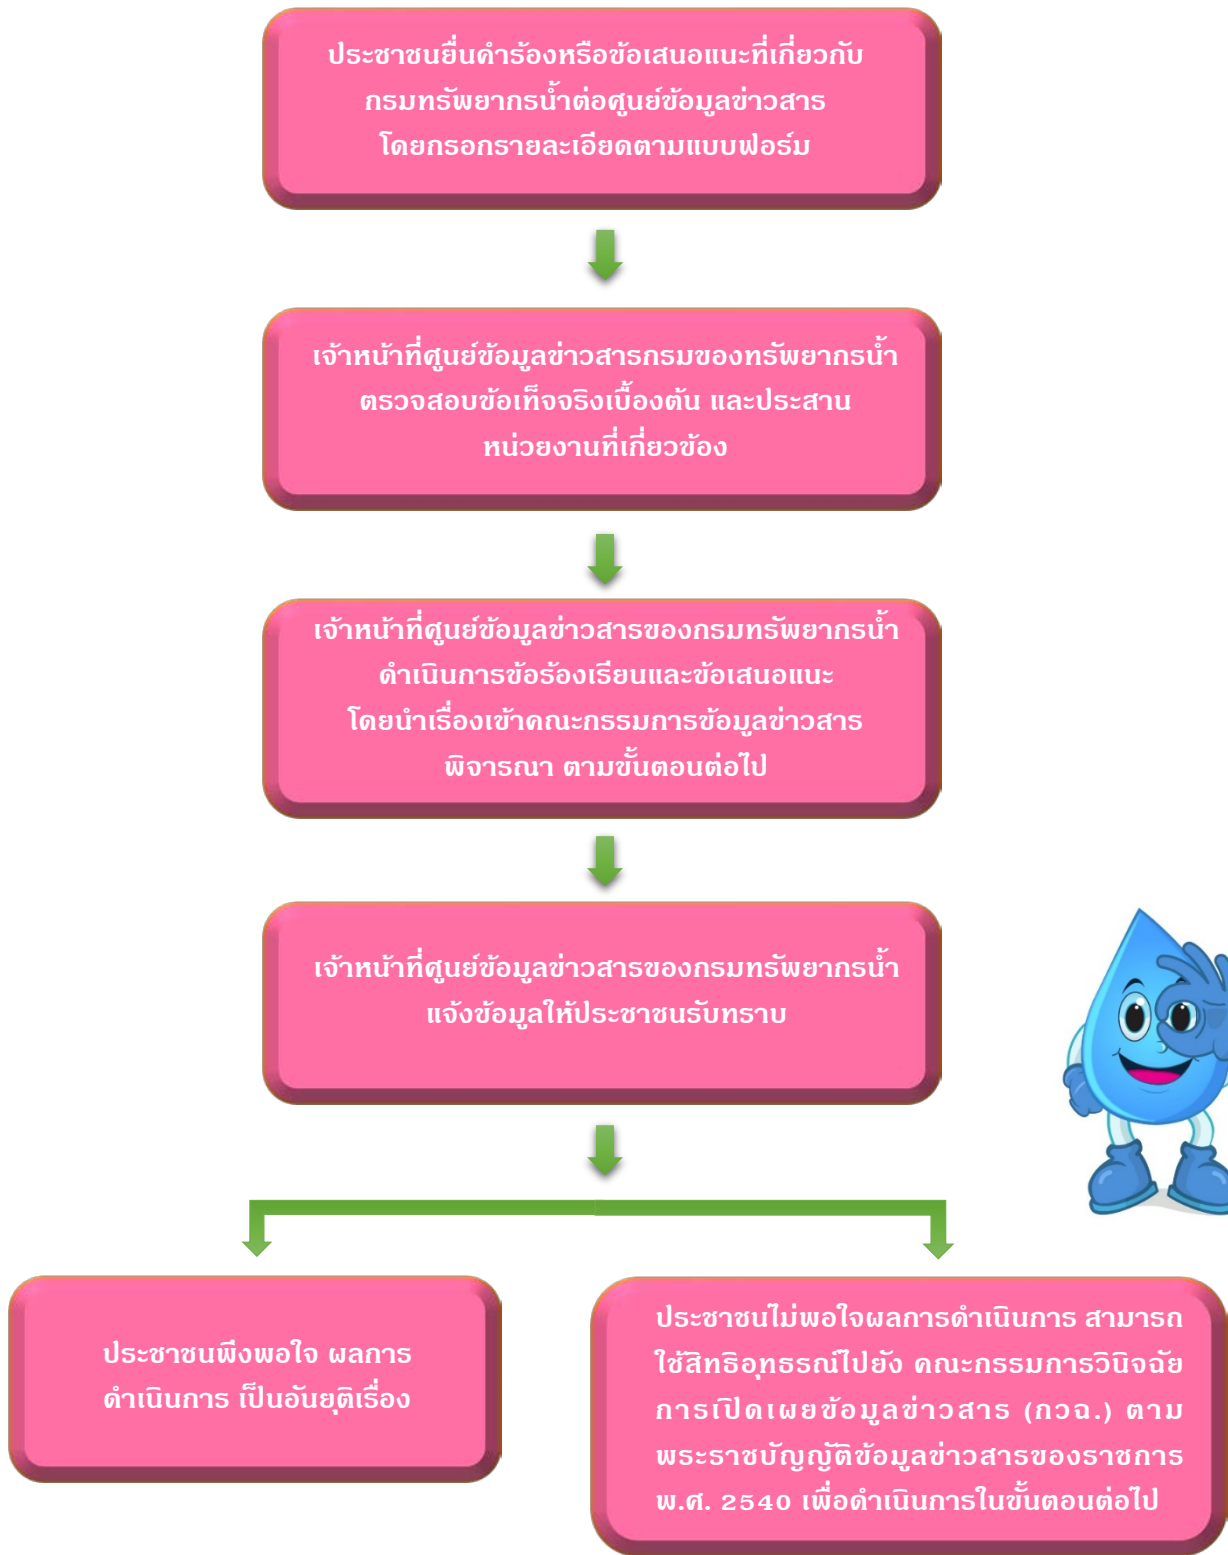 ประชาชนยื่นคำร้องหรือข้อเสนอแนะที่เกี่ยวกับ
กรมทรัพยากรน้ำต่อศูนย์ข้อมูลข่าวสาร
โดยกรอกรายละเอียดตามแบบฟอร์ม
เจ้าหน้าที่ศูนย์ข้อมูลข่าวสารกรมของทรัพยากรน้ำ
ตรวจสอบข้อเท็จจริงเบื้องต้น และประสาน
หน่วยงานที่เกี่ยวข้อง
เจ้าหน้าที่ศูนย์ข้อมูลข่าวสารของกรมทรัพยากรน้ำ
ดำเนินการข้อร้องเรียนและข้อเสนอแนะ
โดยนำเรื่องเข้าคณะกรรมการข้อมูลข่าวสาร
พิจารณา ตามขั้นตอนต่อไป
เจ้าหน้าที่ศูนย์ข้อมูลข่าวสารของกรมทรัพยากรน้ำ
แจ้งข้อมูลให้ประชาชนรับทราบ
ประชาชนพึงพอใจ ผลการ
ดำเนินการ เป็นอันยุติเรื่อง
ประชาชนไม่พอใจผลการดำเนินการ สามารถ
ใช้สิทธิอุทธรณ์ไปยัง คณะกรรมการวินิจฉัย
การเปิดเผยข้อมูลข่าวสาร (กวฉ.) ตาม
พระราชบัญญัติข้อมูลข่าวสารของราชการ
พ.ศ. 2540 เพื่อดำเนินการในขั้นตอนต่อไป